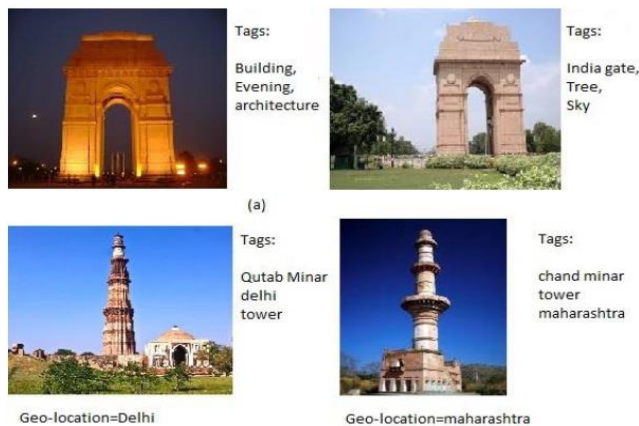 Tags:
Building,
Evening,
architecture
Tags:
India gate,
Tree,
Sky
(a)
Tags:
Qutab Minar
delhi
tower
Geo-location=Delhi
Tags:
chand minar
tower
maharashtra
Geo-location=maharashtra